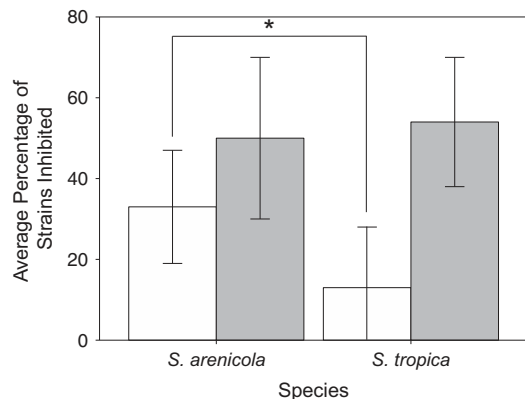 Average Percentage of
Strains Inhibited
80
60
40
20
0
*
S. arenicola
S. tropica
Species